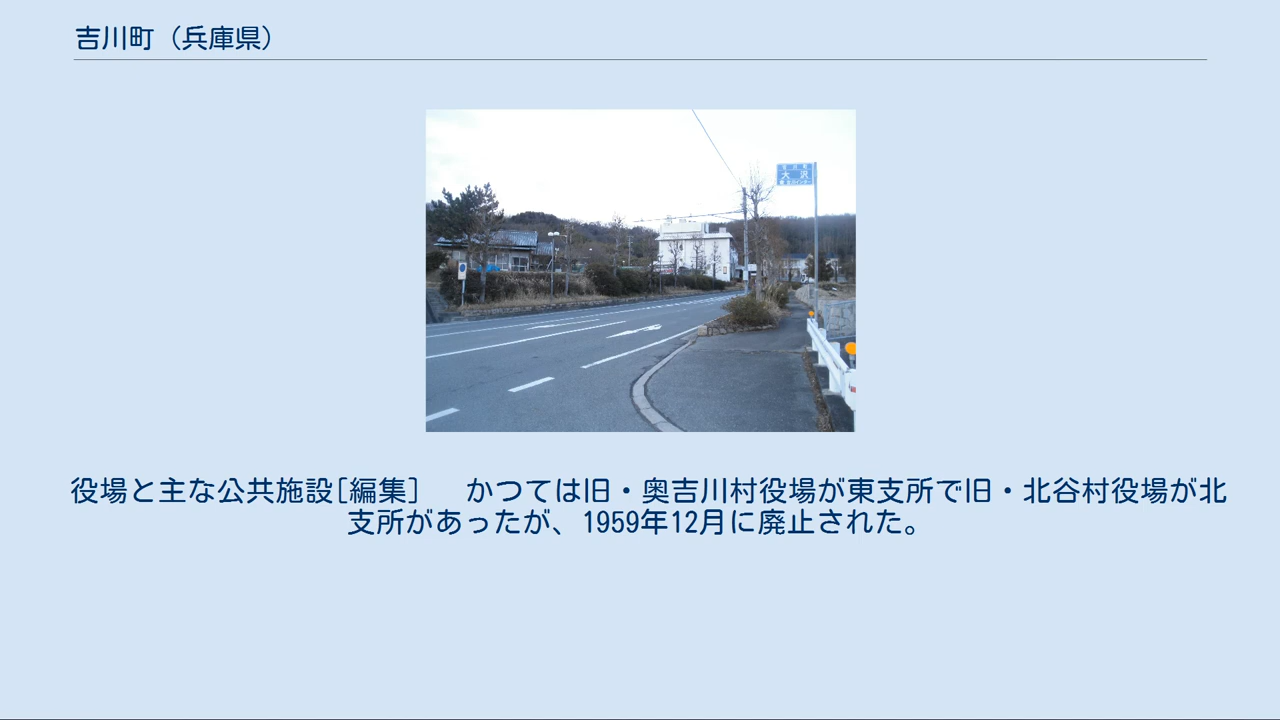 吉川町（兵庫県）
大沢
役場と主な公共施設[編集]　かつては旧・奥吉川村役場が東支所で旧・北谷村役場が北
支所があったが、1959年12月に廃止された。